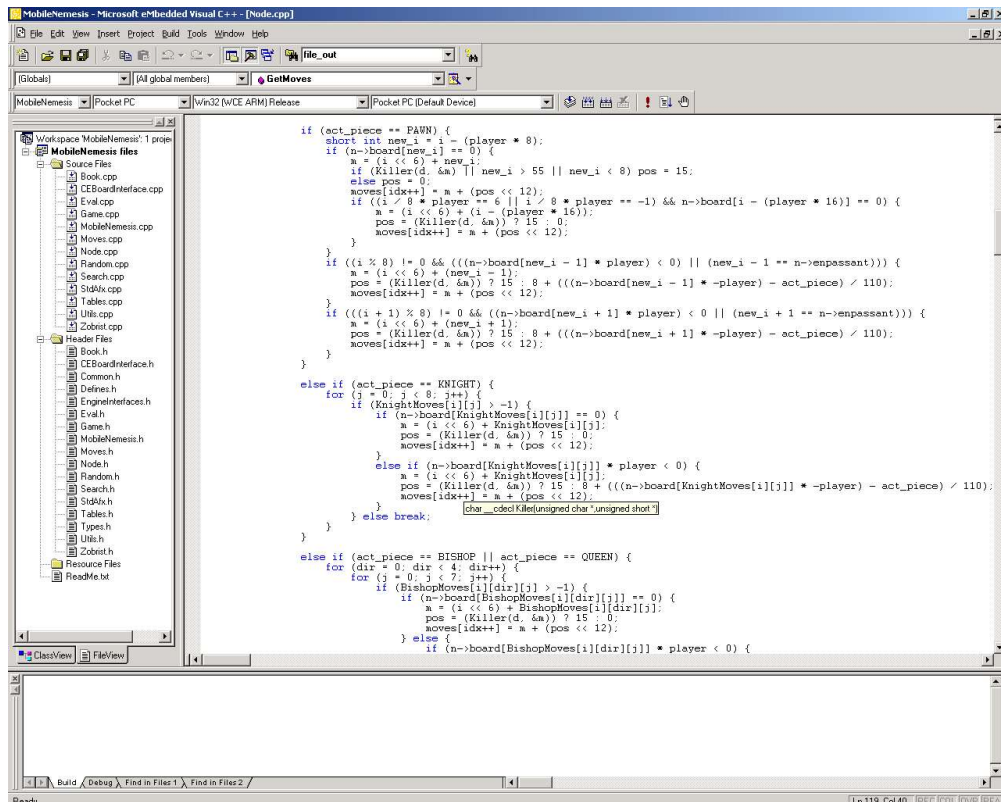 MobileNemesis - Microsoft eMbedded Visual C++ - [Node.cpp]
File Edit View Insert Project Build Tools Window Help
file_out
(Globals) (All global members) GetMoves
MobileNemesis Pocket PC Win32 (WCE ARM) Release Pocket PC (Default Device)
Workspace 'MobileNemesis': 1 proje
MobileNemesis files
Source Files
Book.cpp
CEBoardInterface.cpp
Eval.cpp
Game.cpp
MobileNemesis.cpp
Moves.cpp
Node.cpp
Random.cpp
Search.cpp
StdAfx.cpp
Tables.cpp
Utils.cpp
Zobrist.cpp
Header Files
Book.h
CEBoardInterface.h
Common.h
Defines.h
EngineInterfaces.h
Eval.h
Game.h
MobileNemesis.h
Moves.h
Node.h
Random.h
Search.h
StdAfx.h
Tables.h
Types.h
Utils.h
Zobrist.h
Resource Files
ReadMe.txt
ClassView FileView
if (act_piece == PAWN) {
short int new_i = i - (player * 8);
if (n->board[new_i] == 0) {
m = (i << 6) + new_i;
if (Killer(d, &m) || new_i > 55 || new_i < 8) pos = 15;
else pos = 0;
moves[idx++] = m + (pos << 12);
if ((i / 8 * player == 6 || i / 8 * player == -1) && n->board[i - (player * 16)] == 0) {
m = (i << 6) + (i - (player * 16));
pos = (Killer(d, &m)) ? 15 : 0;
moves[idx++] = m + (pos << 12);
}
}
if ((i % 8) != 0 && (((n->board[new_i - 1] * player) < 0) || (new_i - 1 == n->enpassant))) {
m = (i << 6) + (new_i - 1);
pos = (Killer(d, &m)) ? 15 : 8 + (((n->board[new_i - 1] * -player) - act_piece) / 110);
moves[idx++] = m + (pos << 12);
}
if (((i + 1) % 8) != 0 && ((n->board[new_i + 1] * player) < 0 || (new_i + 1 == n->enpassant))) {
m = (i << 6) + (new_i + 1);
pos = (Killer(d, &m)) ? 15 : 8 + (((n->board[new_i + 1] * -player) - act_piece) / 110);
moves[idx++] = m + (pos << 12);
}
}
else if (act_piece == KNIGHT) {
for (j = 0; j < 8; j++) {
if (KnightMoves[i][j] > -1) {
if (n->board[KnightMoves[i][j]] == 0) {
m = (i << 6) + KnightMoves[i][j];
pos = (Killer(d, &m)) ? 15 : 0;
moves[idx++] = m + (pos << 12);
}
else if (n->board[KnightMoves[i][j]] * player < 0) {
m = (i << 6) + KnightMoves[i][j];
pos = (Killer(d, &m)) ? 15 : 8 + (((n->board[KnightMoves[i][j]] * -player) - act_piece) / 110);
moves[idx++] = m + (pos << 12);
}
char __cdecl Killer(unsigned char *,unsigned short *)
} else break;
}
}
else if (act_piece == BISHOP || act_piece == QUEEN) {
for (dir = 0; dir < 4; dir++) {
for (j = 0; j < 7; j++) {
if (BishopMoves[i][dir][j] > -1) {
if (n->board[BishopMoves[i][dir][j]] == 0) {
m = (i << 6) + BishopMoves[i][dir][j];
pos = (Killer(d, &m)) ? 15 : 0;
moves[idx++] = m + (pos << 12);
} else {
if (n->board[BishopMoves[i][dir][j]] * player < 0) {
Build Debug Find in Files 1 Find in Files 2
Ready
Ln 119, Col 40 REC COL OVR REA